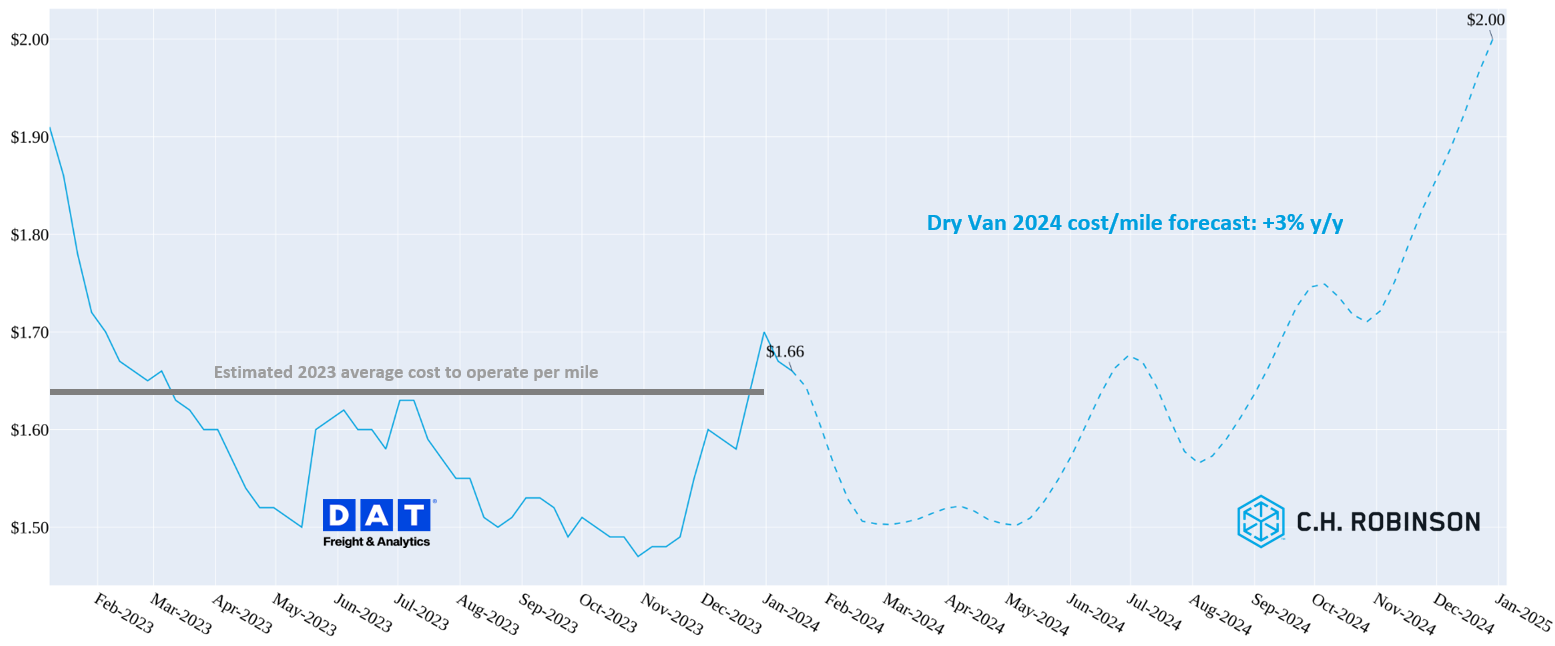 $2.00
$2.00
$1.90
$1.80
Dry Van 2024 cost/mile forecast: +3% y/y
$1.70
$1.66
Estimated 2023 average cost to operate per mile
$1.60
$1.50
DAT®
Freight & Analytics
C.H. ROBINSON
Feb-2023
Mar-2023
Apr-2023
May-2023
Jun-2023
Jul-2023
Aug-2023
Sep-2023
Oct-2023
Nov-2023
Dec-2023
Jan-2024
Feb-2024
Mar-2024
Apr-2024
May-2024
Jun-2024
Jul-2024
Aug-2024
Sep-2024
Oct-2024
Nov-2024
Dec-2024
Jan-2025